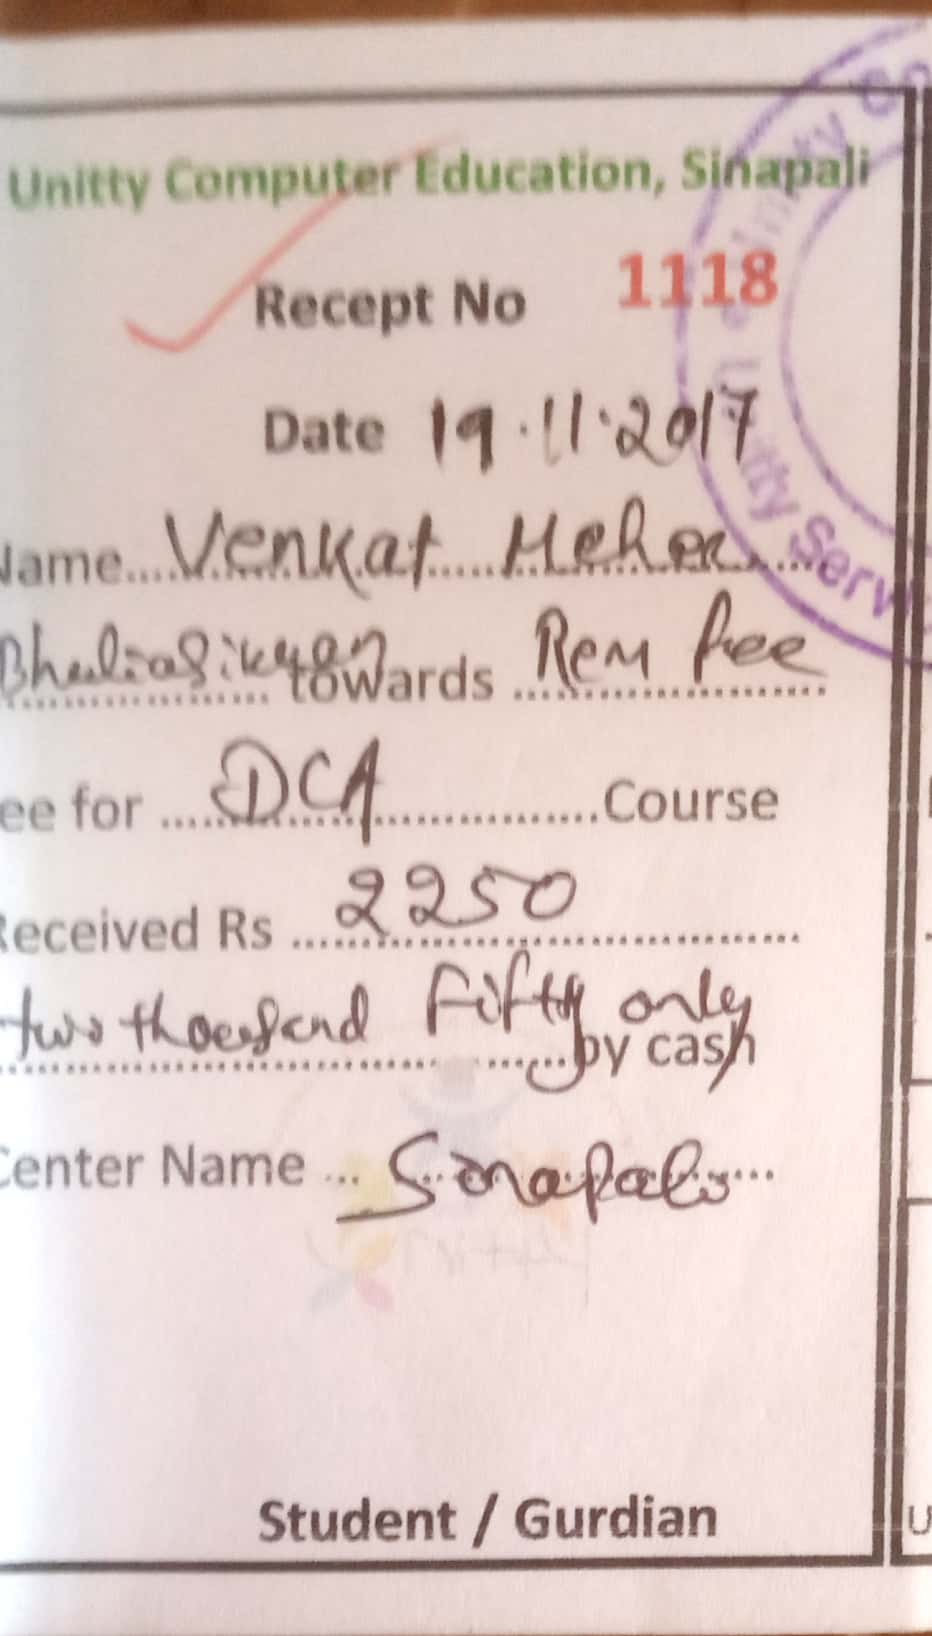 Unitty Computer Education, Sinapali
Recept No 1118
Date 19.11.2017
Name....Venkat Meher....
towards Rem fee
ee for ....DCA....Course
Received Rs ....2250....
two thousand Fifty only
....by cash
Center Name ... Sinapali...
Student / Gurdian